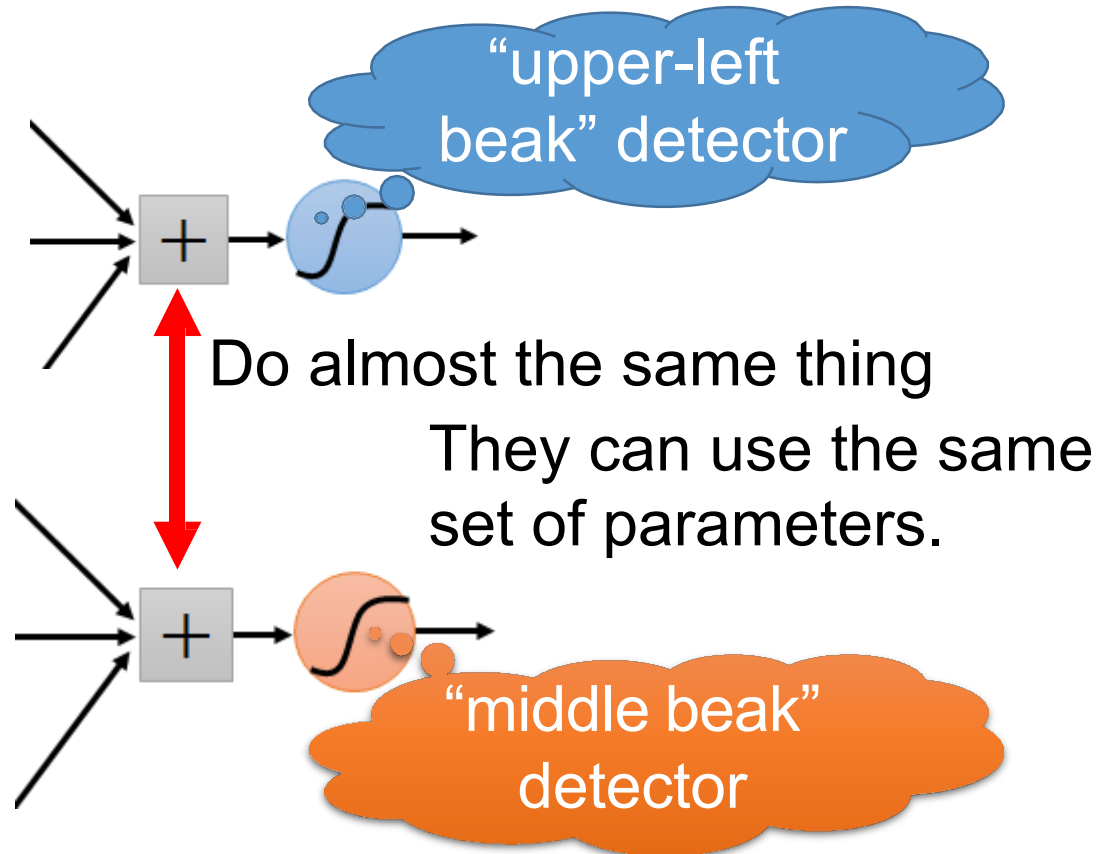 “upper-left
beak” detector
+
Do almost the same thing
They can use the same
set of parameters.
+
“middle beak”
detector